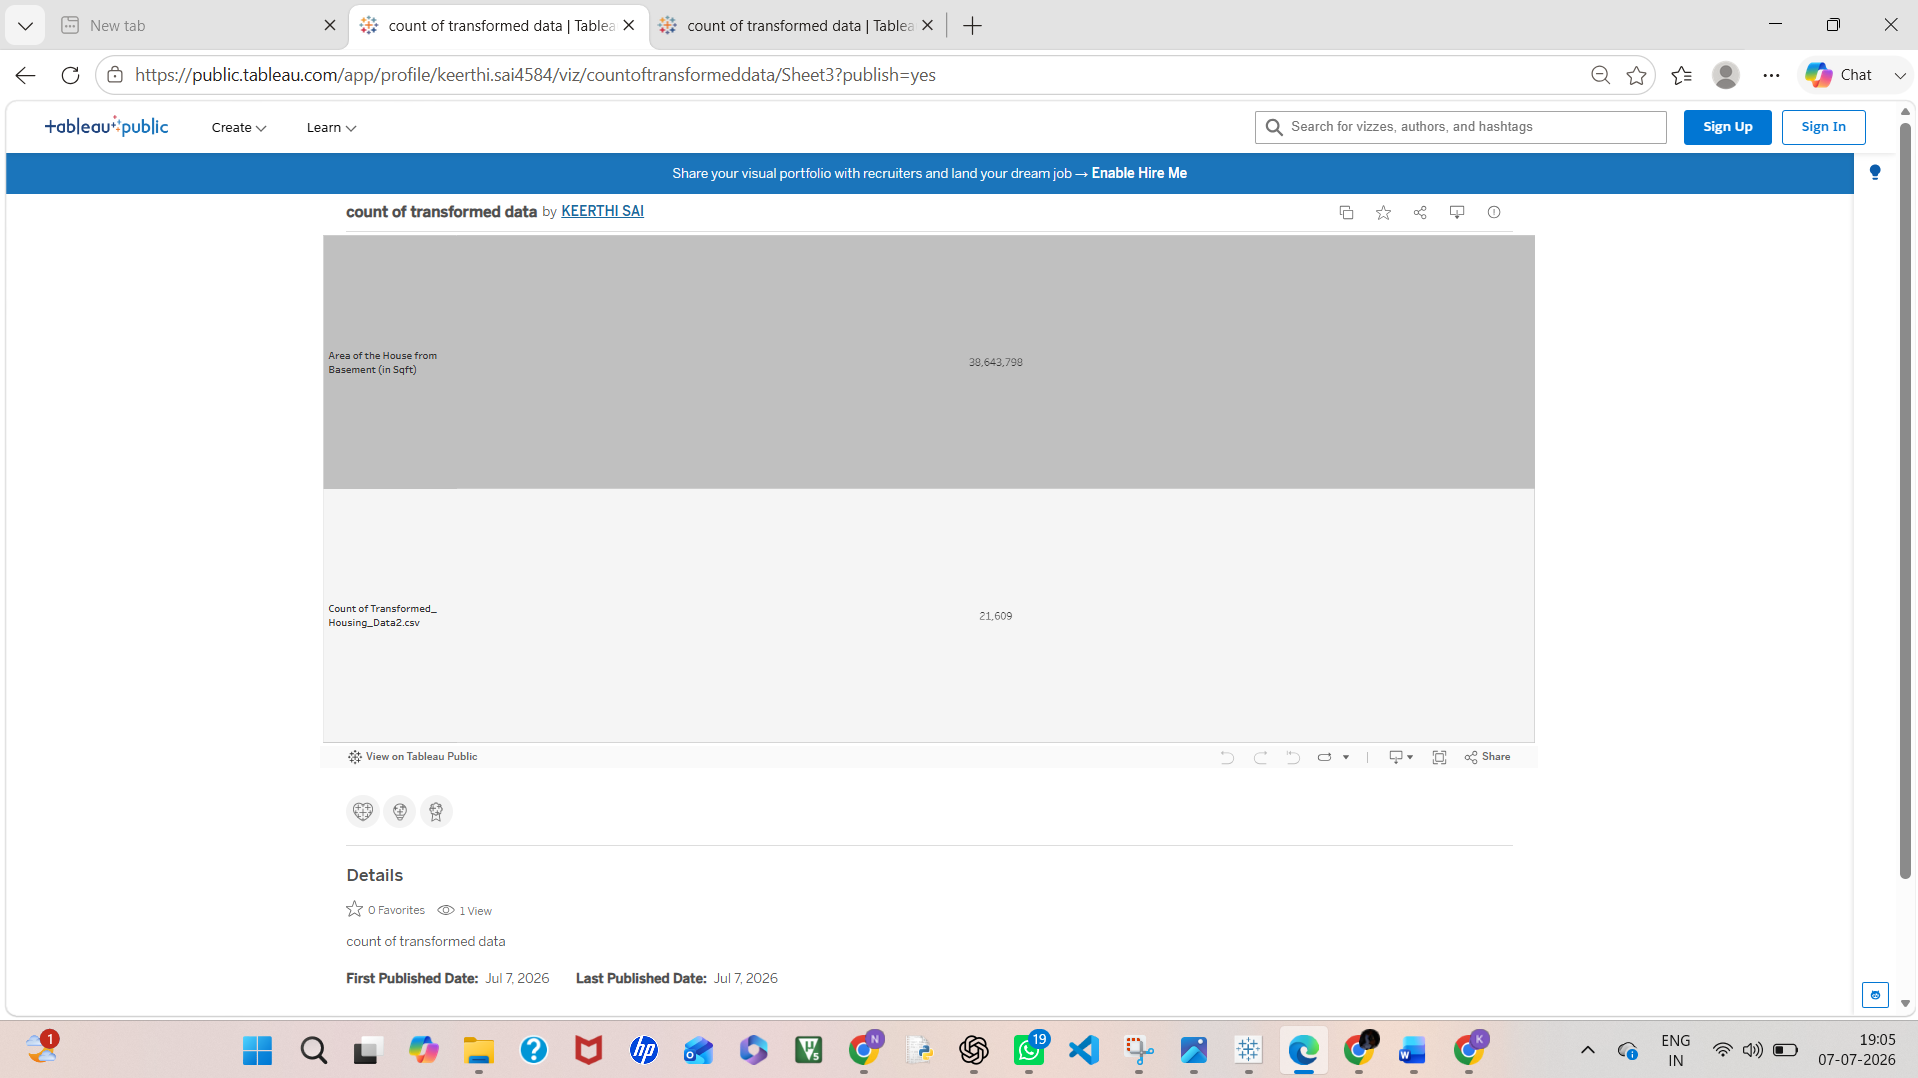 New tab
count of transformed data | Tablea
count of transformed data | Tablea
https://public.tableau.com/app/profile/keerthi.sai4584/viz/countoftransformeddata/Sheet3?publish=yes
Chat
tableau public
Create
Learn
Search for vizzes, authors, and hashtags
Sign Up
Sign In
Share your visual portfolio with recruiters and land your dream job → Enable Hire Me
count of transformed data by KEERTHI SAI
Area of the House from
Basement (in Sqft)
38,643,798
Count of Transformed_
Housing_Data2.csv
21,609
View on Tableau Public
Share
Details
0 Favorites
1 View
count of transformed data
First Published Date: Jul 7, 2026
Last Published Date: Jul 7, 2026
1
hp
V5
N
19
W
K
ENG
IN
19:05
07-07-2026